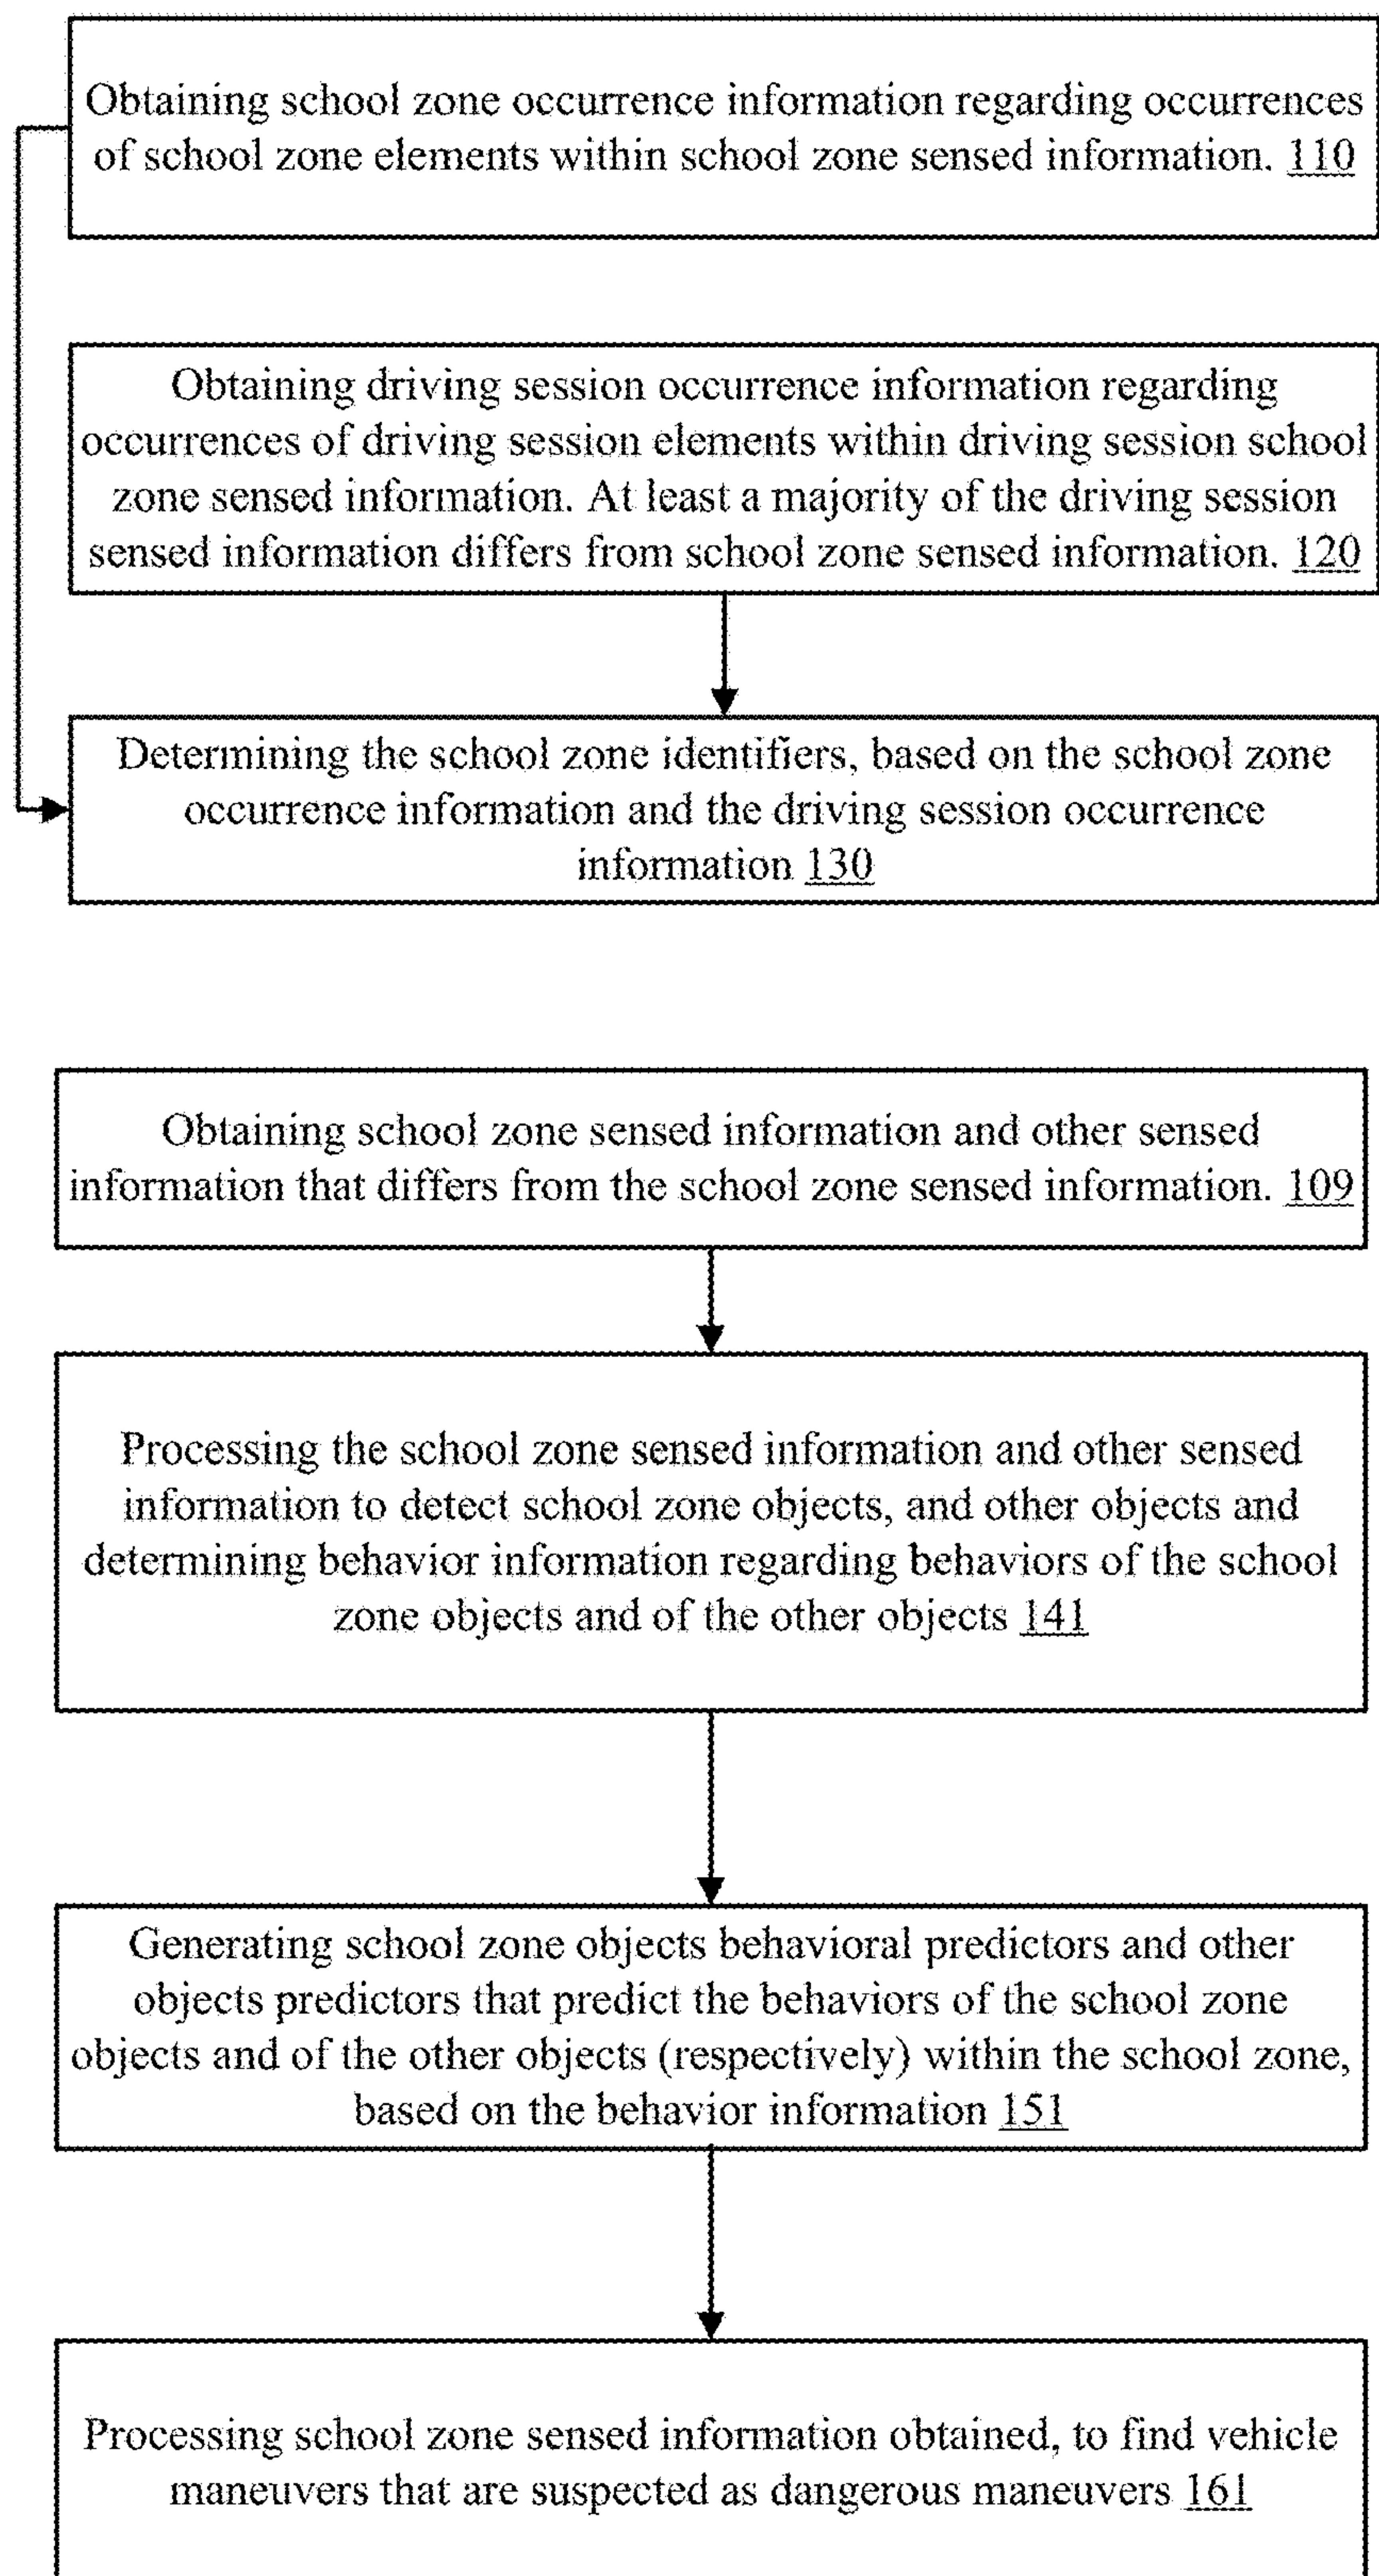 Obtaining school zone occurrence information regarding occurrences
of school zone elements within school zone sensed information. 110
Obtaining driving session occurrence information regarding
occurrences of driving session elements within driving session school
zone sensed information. At least a majority of the driving session
sensed information differs from school zone sensed information. 120
Determining the school zone identifiers, based on the school zone
occurrence information and the driving session occurrence
information 130
Obtaining school zone sensed information and other sensed
information that differs from the school zone sensed information. 109
Processing the school zone sensed information and other sensed
information to detect school zone objects, and other objects and
determining behavior information regarding behaviors of the school
zone objects and of the other objects 141
Generating school zone objects behavioral predictors and other
objects predictors that predict the behaviors of the school zone
objects and of the other objects (respectively) within the school zone,
based on the behavior information 151
Processing school zone sensed information obtained, to find vehicle
maneuvers that are suspected as dangerous maneuvers 161